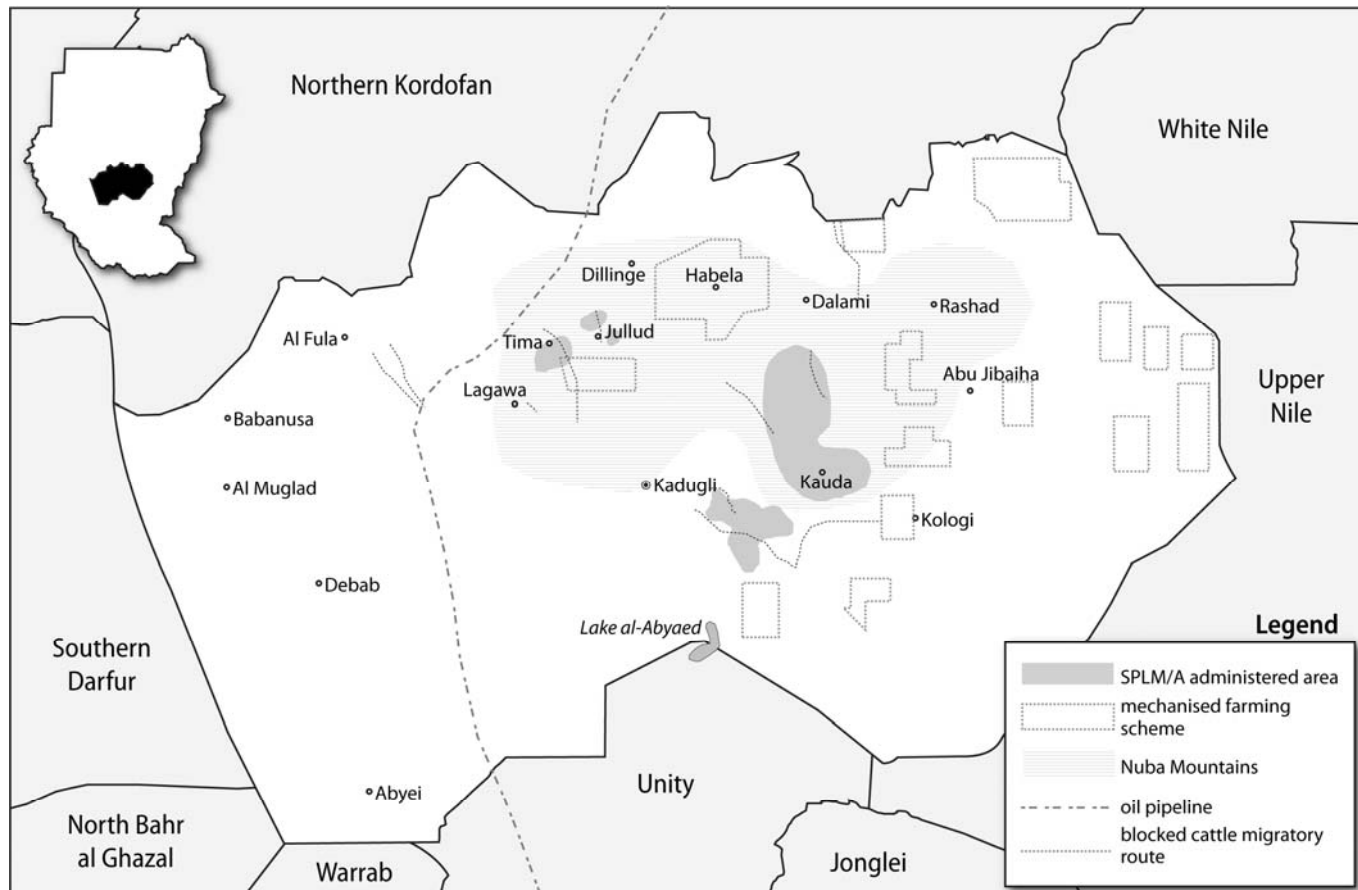 Northern Kordofan
White Nile
Dillinge
Habela
Dalami
Rashad
Al Fula
Tima
Jullud
Abu Jibaiha
Upper
Nile
Lagawa
Babanusa
Al Muglad
Kadugli
Kauda
Kologi
Debab
Lake al-Abyaed
Southern
Darfur
Unity
Abyei
North Bahr
al Ghazal
Warrab
Jonglei
Legend
SPLM/A administered area
mechanised farming
scheme
Nuba Mountains
oil pipeline
blocked cattle migratory
route